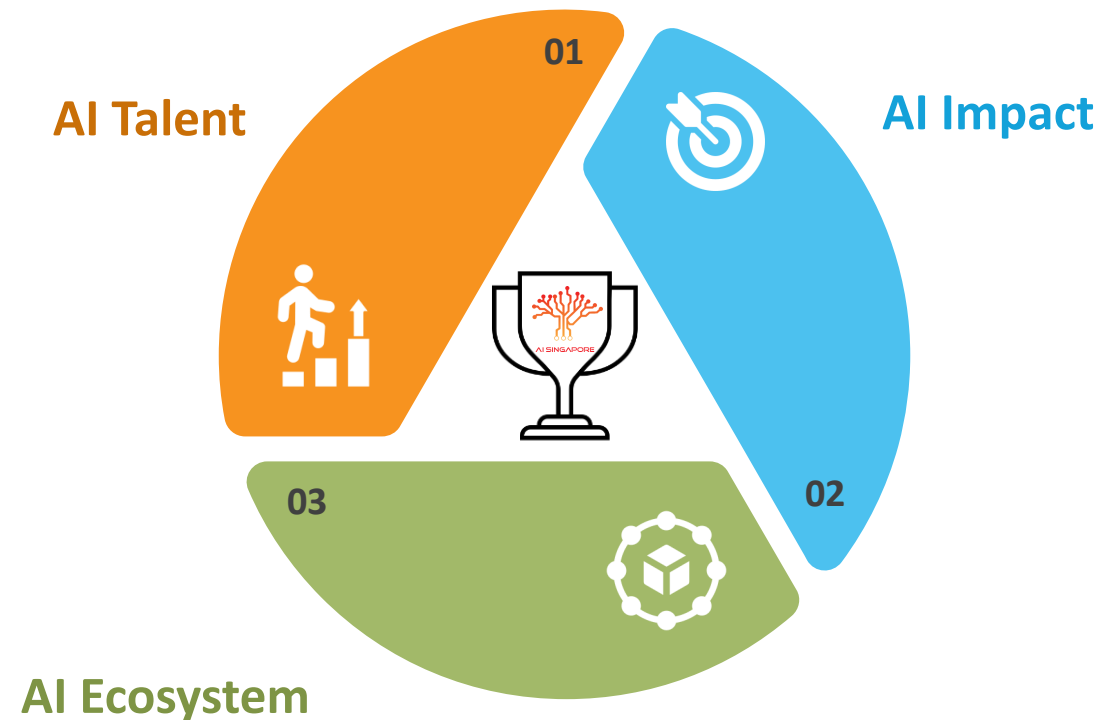 01
AI Talent
AI Impact
AI SINGAPORE
02
03
AI Ecosystem